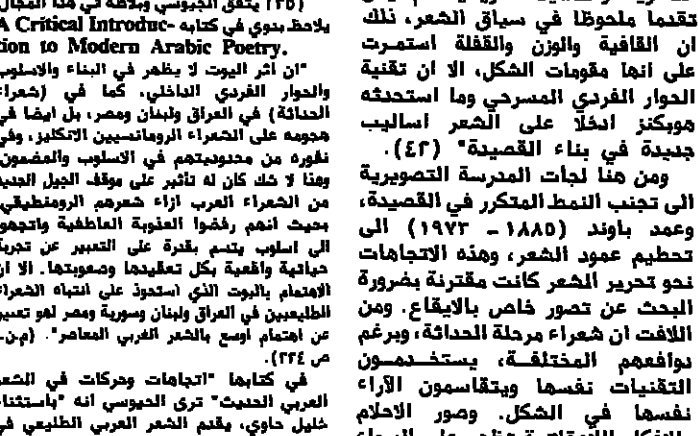 تقدما ملحوظا في سياق الشعر، ذلك
ان القافية والوزن والقفلة استمرت
على انها مقومات الشكل، الا ان تقنية
الحوار الفردي المسرحي وما استحدثه
هوبكنز ادخلا على الشعر اساليب
جديدة في بناء القصيدة" (٤٢).
ومن هنا لجات المدرسة التصويرية
الى تجنب النمط المتكرر في القصيدة،
وعمد باوند (١٨٨٥ - ١٩٧٣) الى
تحطيم عمود الشعر، وهذه الاتجاهات
نحو تحرير الشعر كانت مقترنة بضرورة
البحث عن تصور خاص بالايقاع. ومن
اللافت ان شعراء مرحلة الحداثة، وبرغم
نوافعهم المختلفة، يستخدمون
التقنيات نفسها ويتقاسمون الآراء
نفسها في الشكل. وصور الاحلام
(٣٥) يتفق الجيوسي وبلاطة في هذا المجال
يلاحظ بدوي في كتابه A Critical Introduc-
tion to Modern Arabic Poetry.
"ان اثر اليوت لا يظهر في البناء والاسلوب
والحوار الفردي الداخلي، كما في (شعراء
الحداثة) في العراق ولبنان ومصر، بل ايضا في
هجومه على الشعراء الرومانسيين الانكليز، وفي
نفوره من محدوديتهم في الاسلوب والمضمون.
وهذا لا شك كان له تأثير على موقف الجيل الجديد
من الشعراء العرب ازاء شعرهم الرومنطيقي،
بحيث انهم رفضوا العذوبة العاطفية واتجهوا
الى اسلوب يتسم بقدرة على التعبير عن تجربة
حياتية واقعية بكل تعقيدها وصعوبتها. الا ان
الاهتمام باليوت الذي استحوذ على انتباه الشعراء
الطليعيين في العراق ولبنان وسورية ومصر لهو تعبير
عن اهتمام اوسع بالشعر الغربي المعاصر". (م.ن.
ص ٢٢٤).
في كتابها "اتجاهات وحركات في الشعر
العربي الحديث" ترى الجيوسي انه "باستثناء
خليل حاوي، يقدم الشعر العربي الطليعي في